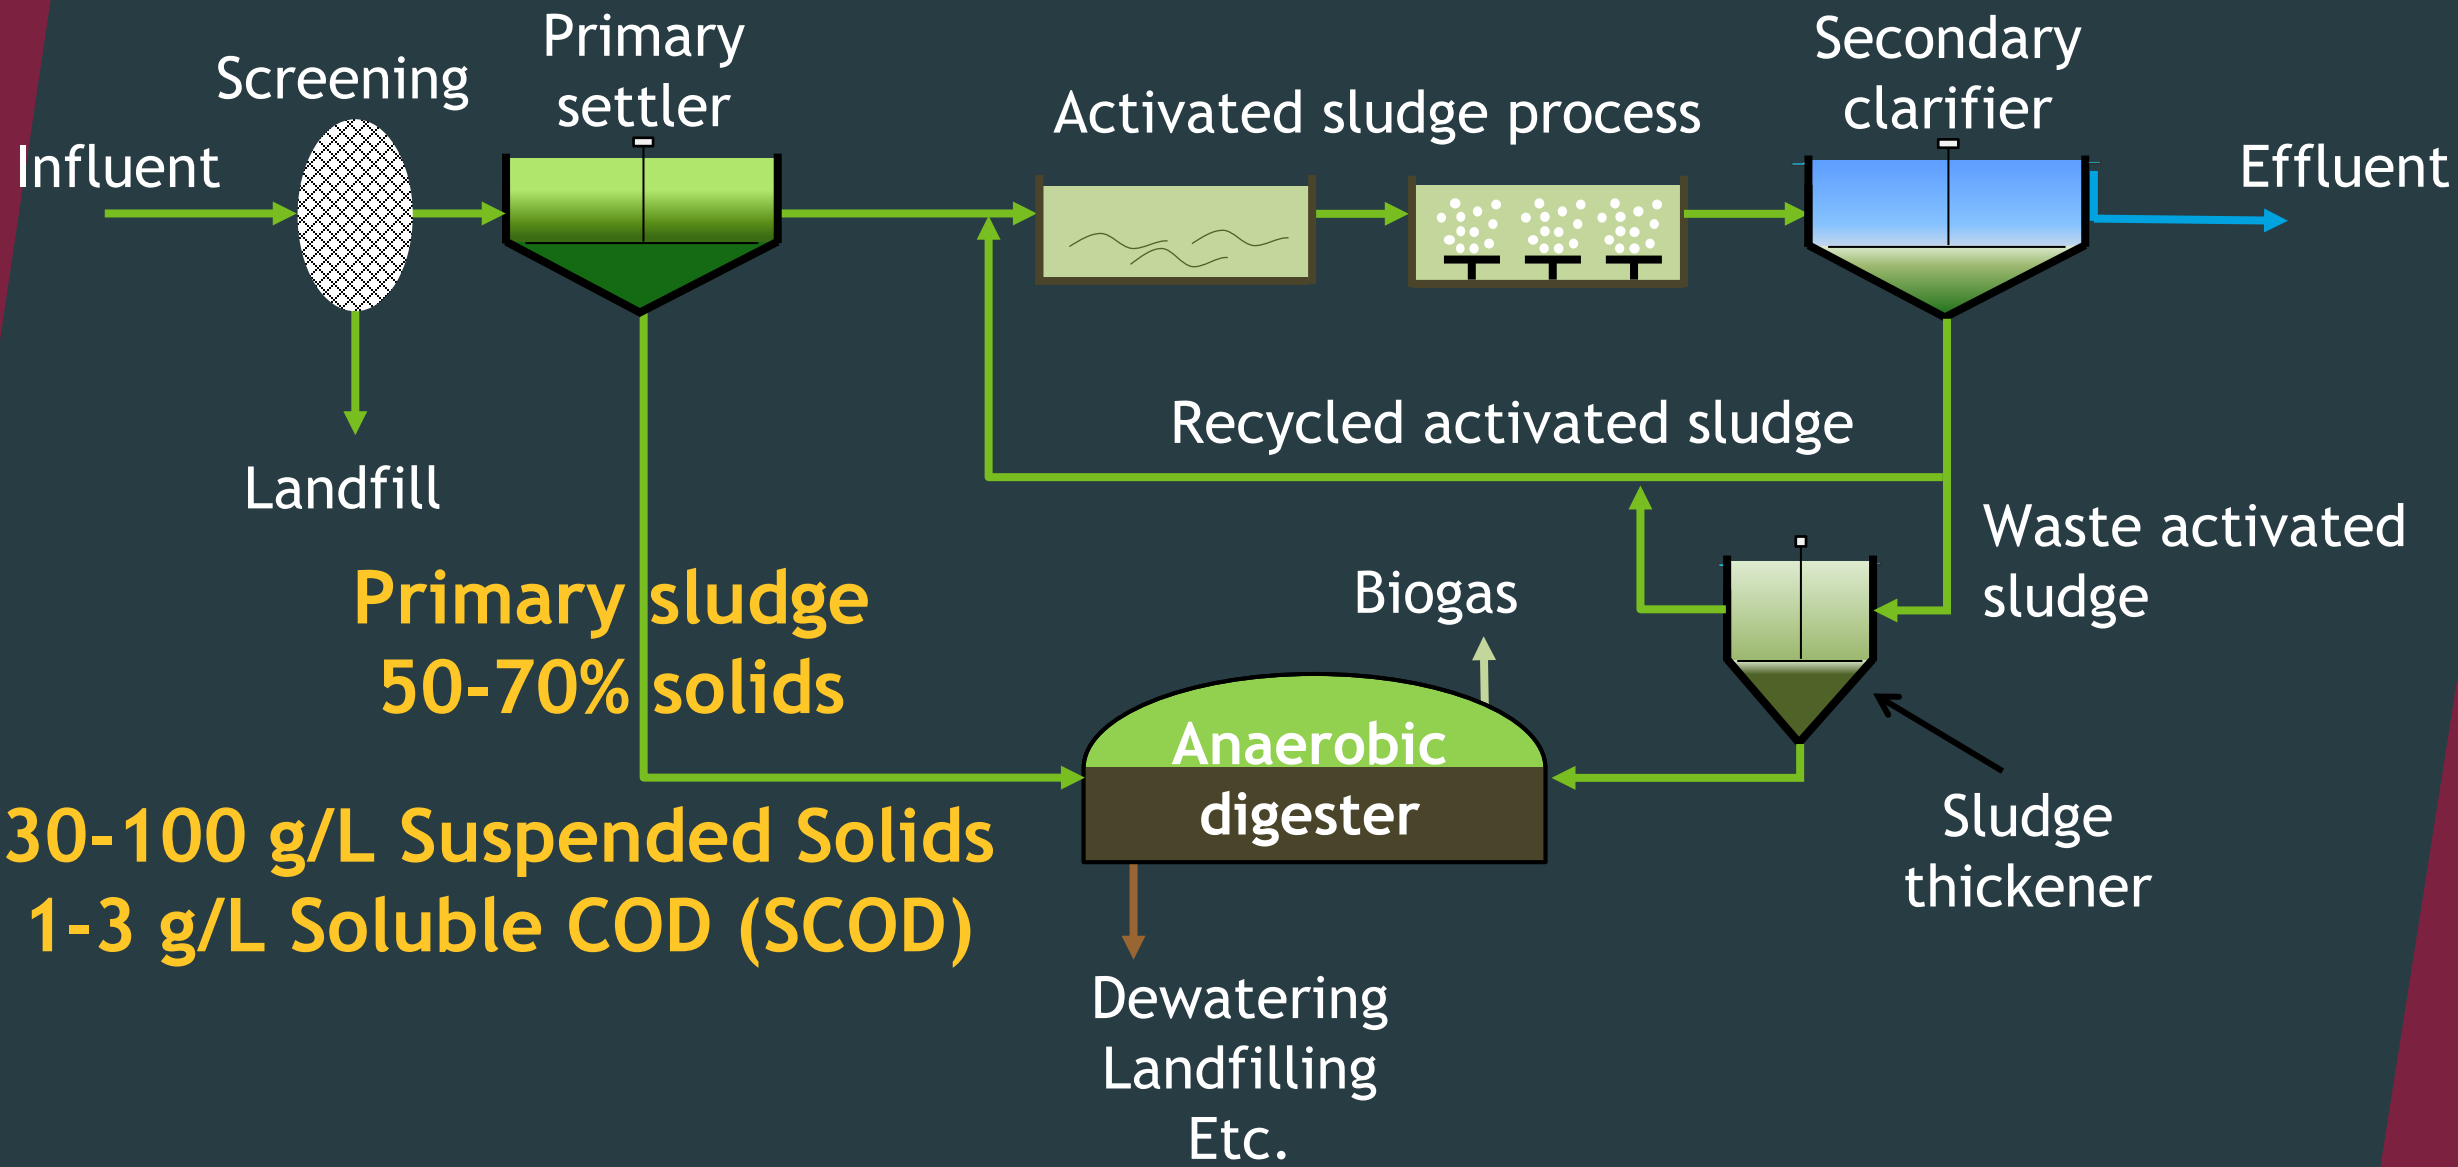 Primary
settler
Screening
Influent
Activated sludge process
Secondary
clarifier
Effluent
Recycled activated sludge
Landfill
Waste activated
sludge
Primary sludge
50-70% solids
Biogas
Anaerobic
digester
30-100 g/L Suspended Solids
1-3 g/L Soluble COD (SCOD)
Sludge
thickener
Dewatering
Landfilling
Etc.